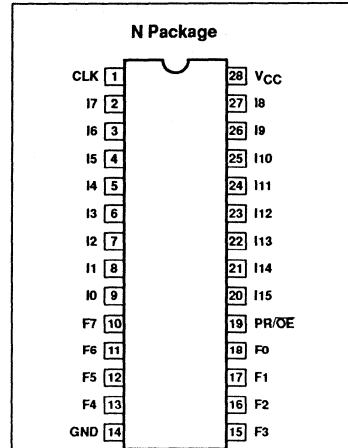 N Package
CLK 1 28 VCC
I7 2 27 I8
I6 3 26 I9
I5 4 25 I10
I4 5 24 I11
I3 6 23 I12
I2 7 22 I13
I1 8 21 I14
I0 9 20 I15
F7 10 19 PR/O̅E̅
F6 11 18 F0
F5 12 17 F1
F4 13 16 F2
GND 14 15 F3